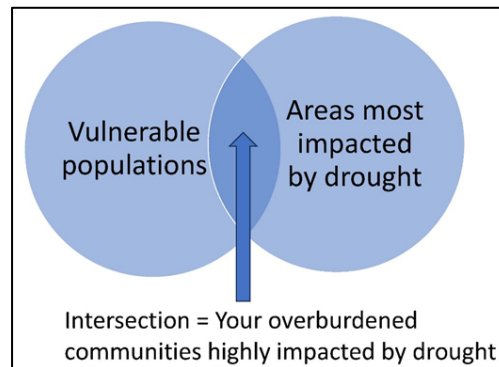 Vulnerable
populations
Areas most
impacted
by drought
Intersection = Your overburdened
communities highly impacted by drought